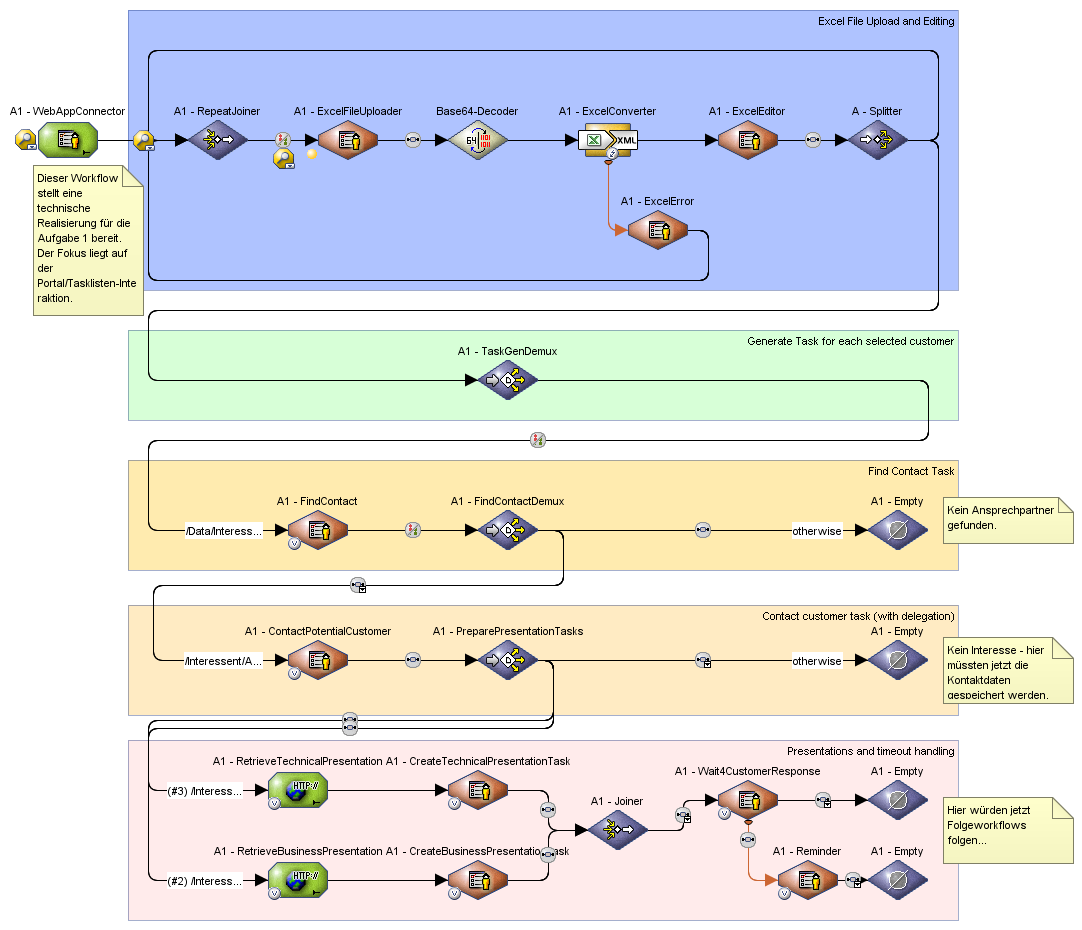 Excel File Upload and Editing
A1 - WebAppConnector
A1 - RepeatJoiner
A1 - ExcelFileUploader
Base64-Decoder
A1 - ExcelConverter
A1 - ExcelEditor
A - Splitter
64
XML
Dieser Workflow
stellt eine
technische
Realisierung für die
Aufgabe 1 bereit.
Der Fokus liegt auf
der
Portal/Tasklisten-Inte
raktion.
A1 - ExcelError
Generate Task for each selected customer
A1 - TaskGenDemux
D
Find Contact Task
A1 - FindContact
A1 - FindContactDemux
A1 - Empty
/Data/Interess...
V
D
otherwise
Kein Ansprechpartner
gefunden.
Contact customer task (with delegation)
A1 - ContactPotentialCustomer
A1 - PreparePresentationTasks
A1 - Empty
/Interessent/A...
V
D
otherwise
Kein Interesse - hier
müssten jetzt die
Kontaktdaten
gespeichert werden.
Presentations and timeout handling
A1 - RetrieveTechnicalPresentation
A1 - CreateTechnicalPresentationTask
A1 - Wait4CustomerResponse
A1 - Empty
(#3) /Interess...
HTTP://
V
V
A1 - Joiner
V
Hier würden jetzt
Folgeworkflows
folgen...
A1 - RetrieveBusinessPresentation
A1 - CreateBusinessPresentationTask
A1 - Reminder
A1 - Empty
(#2) /Interess...
HTTP://
V
V
V